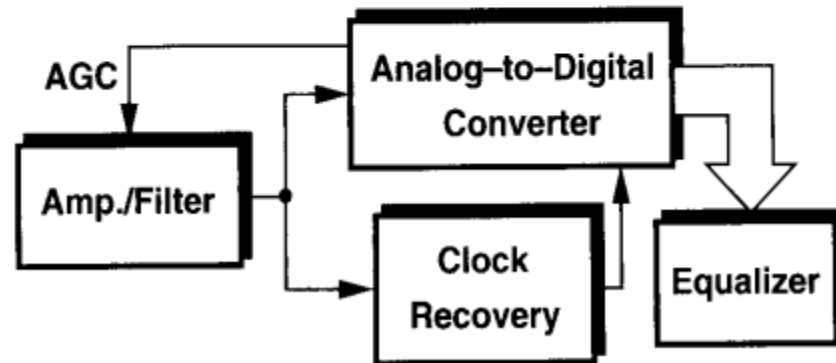 AGC
Analog–to–Digital
Converter
Amp./Filter
Clock
Recovery
Equalizer